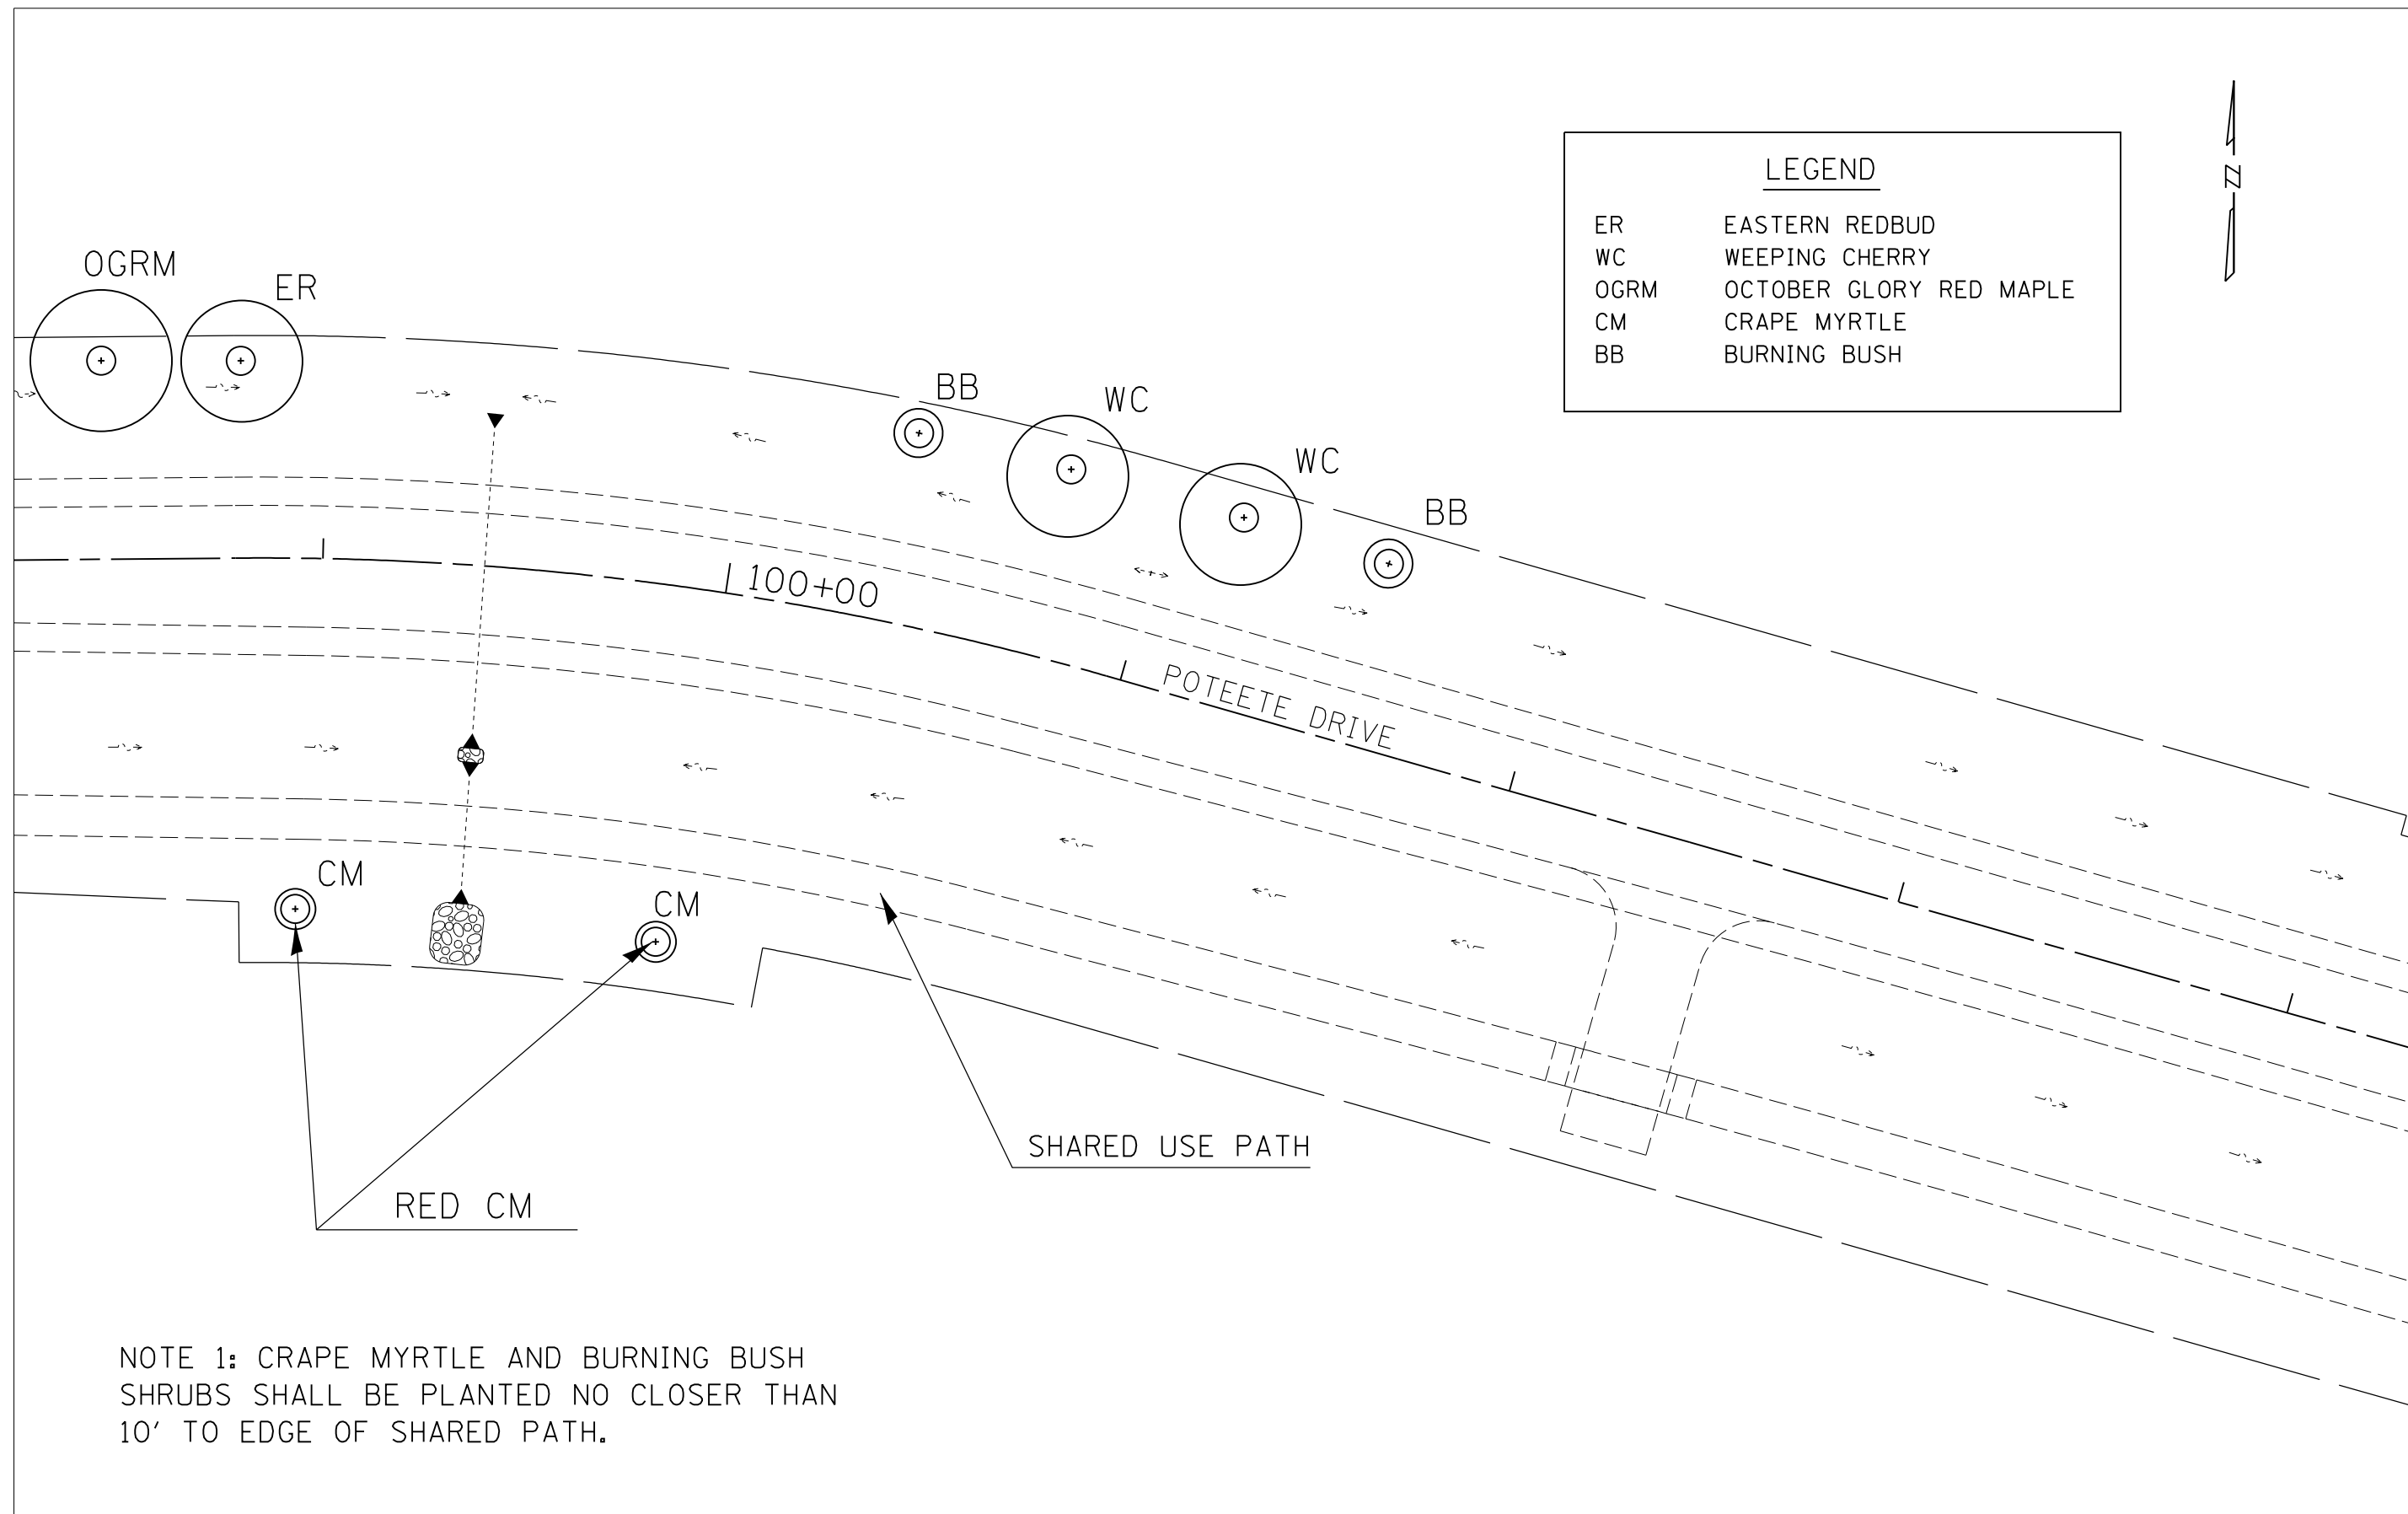 LEGEND
ER EASTERN REDBUD
WC WEEPING CHERRY
OGRM OCTOBER GLORY RED MAPLE
CM CRAPE MYRTLE
BB BURNING BUSH
N
OGRM
ER
BB
WC
WC
BB
100+00
POTEETE DRIVE
CM
CM
SHARED USE PATH
RED CM
NOTE 1: CRAPE MYRTLE AND BURNING BUSH
SHRUBS SHALL BE PLANTED NO CLOSER THAN
10' TO EDGE OF SHARED PATH.